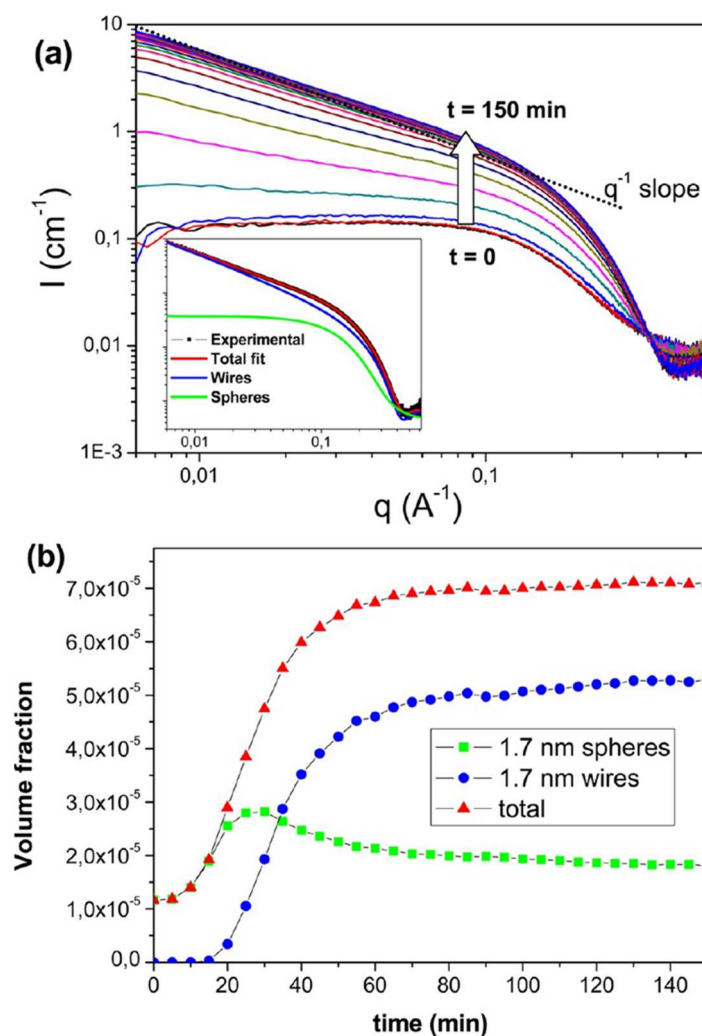 (a)
10
1
0.1
0.01
1E-3
I (cm⁻¹)
t = 150 min
q⁻¹ slope
t = 0
Experimental
Total fit
Wires
Spheres
0,01
0,1
0,01
0,1
q (A⁻¹)
(b)
7,0x10⁻⁵
6,0x10⁻⁵
5,0x10⁻⁵
4,0x10⁻⁵
3,0x10⁻⁵
2,0x10⁻⁵
1,0x10⁻⁵
0,0
Volume fraction
1.7 nm spheres
1.7 nm wires
total
0 20 40 60 80 100 120 140
time (min)